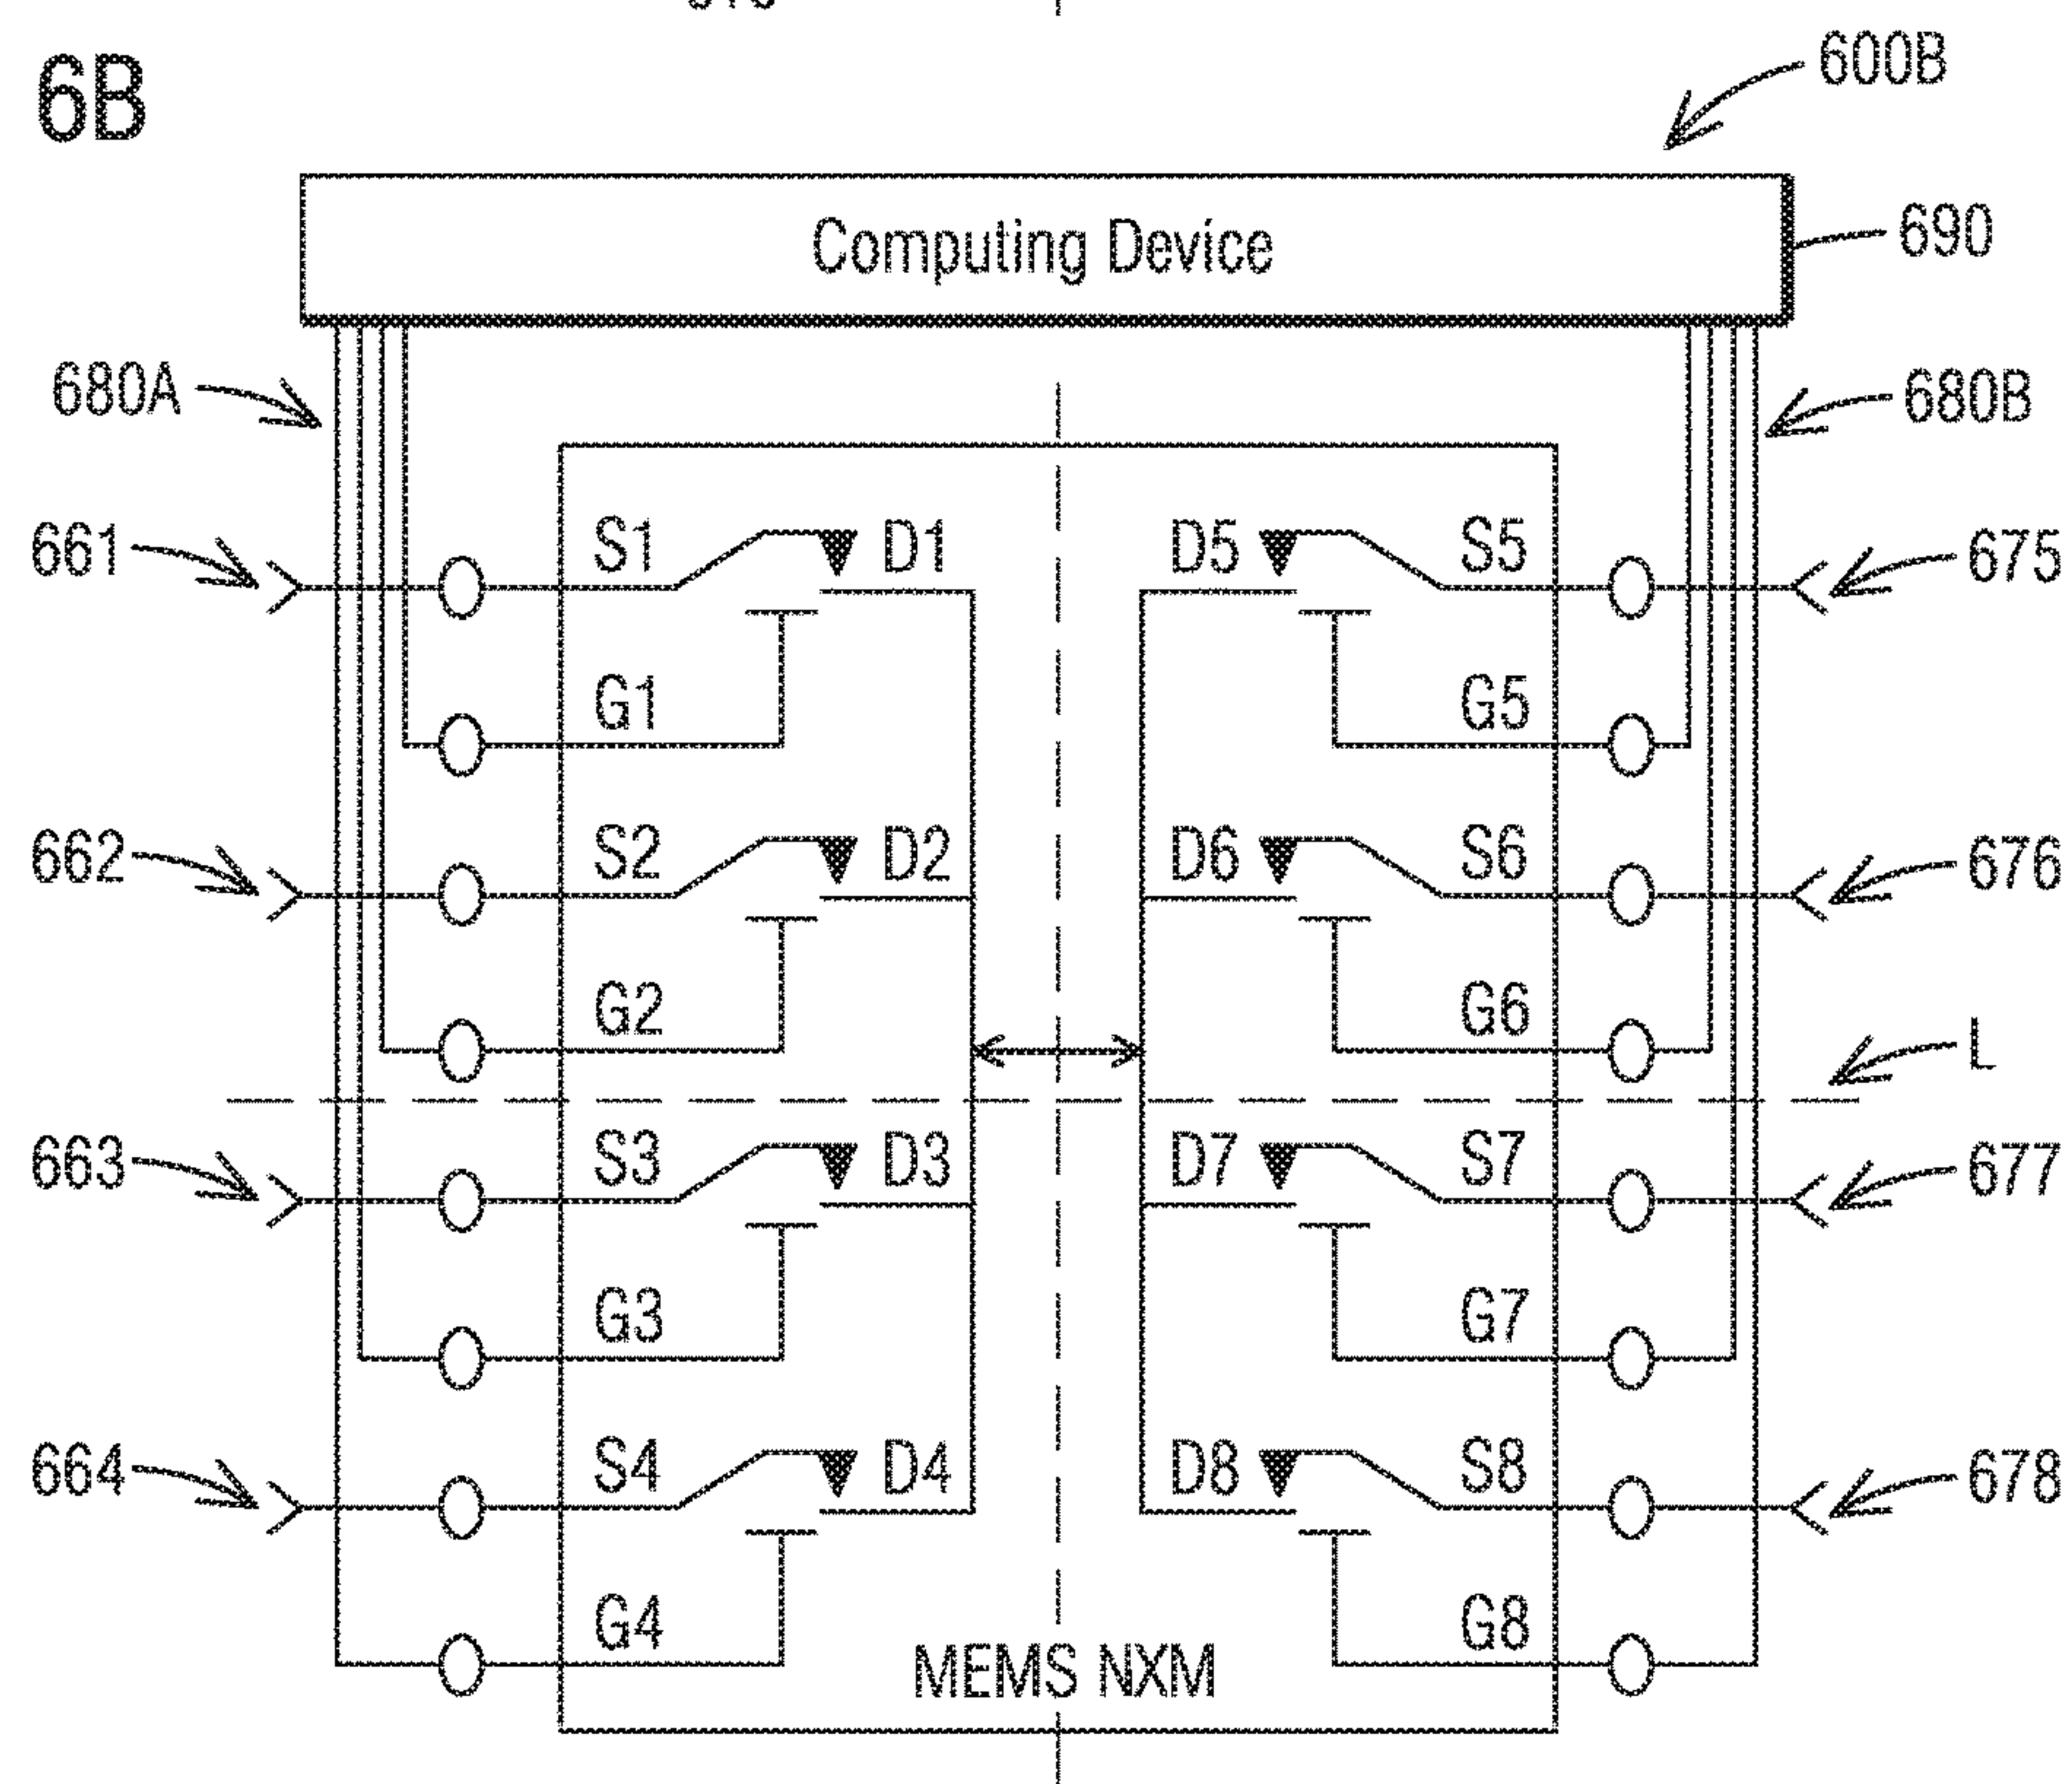 6B
600B
Computing Device
690
680A
680B
661
S1
D1
D5
S5
675
G1
G5
662
S2
D2
D6
S6
676
G2
G6
L
663
S3
D3
D7
S7
677
G3
G7
664
S4
D4
D8
S8
678
G4
G8
MEMS NXM